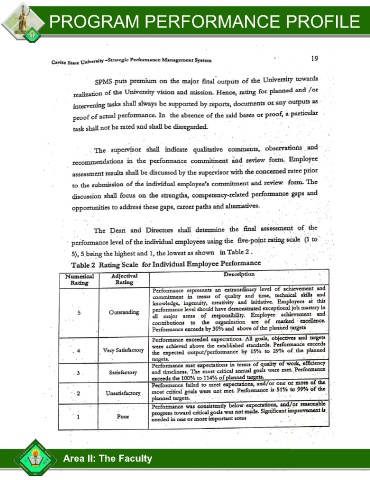 PROGRAM PERFORMANCE PROFILE
Cavite State University –Strategic Performance Management System 19
SPMS puts premium on the major final outputs of the University towards
realization of the University vision and mission. Hence, rating for planned and /or
intervening tasks shall always be supported by reports, documents or any outputs as
proof of actual performance. In the absence of the said bases or proof, a particular
task shall not be rated and shall be disregarded.
The supervisor shall indicate qualitative comments, observations and
recommendations in the performance commitment and review form. Employee
assessment results shall be discussed by the supervisor with the concerned ratee prior
to the submission of the individual employee's commitment and review form. The
discussion shall focus on the strengths, competency-related performance gaps and
opportunities to address these gaps, career paths and alternatives.
The Dean and Directors shall determine the final assessment of the
performance level of the individual employees using the five-point rating scale (1 to
5), 5 being the highest and 1, the lowest as shown in Table 2 .
Table 2 Rating Scale for Individual Employee Performance
Numerical Rating Adjectival Rating Description
5 Outstanding
Performance represents an extraordinary level of achievement and
commitment in terms of quality and time, technical skills and
knowledge, ingenuity, creativity and initiative. Employees at this
performance level should have demonstrated exceptional job mastery in
all major areas of responsibility. Employee achievement and
contributions to the organization are of marked excellence.
Performance exceeds by 30% and above of the planned targets
4 Very Satisfactory
Performance exceeded expectations. All goals, objectives and targets
were achieved above the established standards. Performance exceeds
the expected output/performance by 15% to 29% of the planned
targets.
3 Satisfactory
Performance met expectations in terms of quality of work, efficiency
and timeliness. The most critical annual goals were met. Performance
exceeds the 100% to 114% of planned targets.
2 Unsatisfactory
Performance failed to meet expectations, and/or one or more of the
most critical goals were not met. Performance is 51% to 99% of the
planned targets.
1 Poor
Performance was consistently below expectations, and/or reasonable
progress toward critical goals was not made. Significant improvement is
needed in one or more important areas
Area II: The Faculty